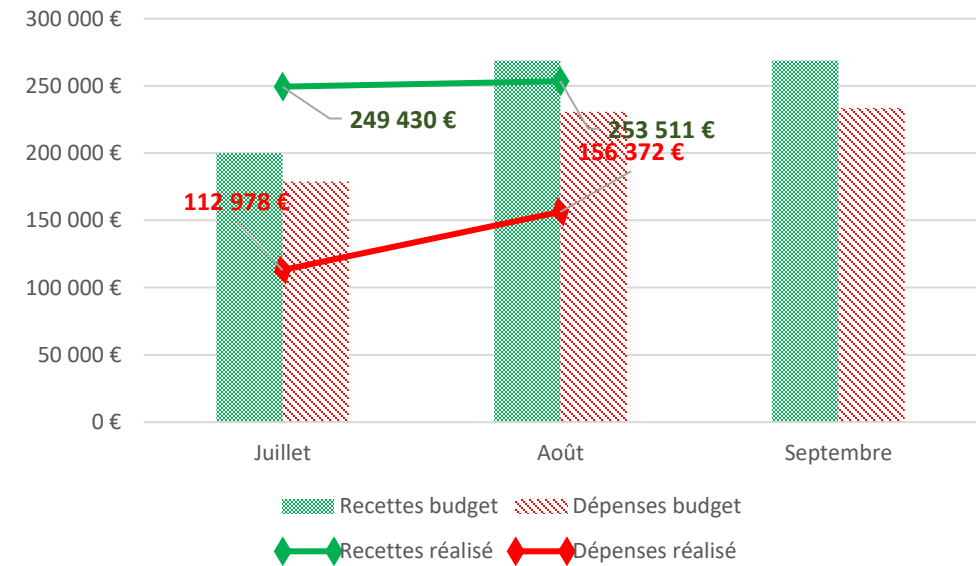 300 000 €
250 000 €
249 430 €
253 511 €
200 000 €
156 372 €
112 978 €
150 000 €
100 000 €
50 000 €
0 €
Juillet Août Septembre
Recettes budget Dépenses budget
Recettes réalisé Dépenses réalisé